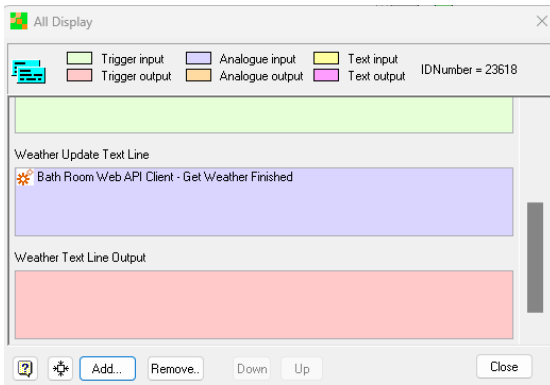 All Display
Trigger input Analogue input Text input
IDNumber = 23618
Trigger output Analogue output Text output
Weather Update Text Line
Bath Room Web API Client - Get Weather Finished
Weather Text Line Output
Add... Remove.. Down Up Close